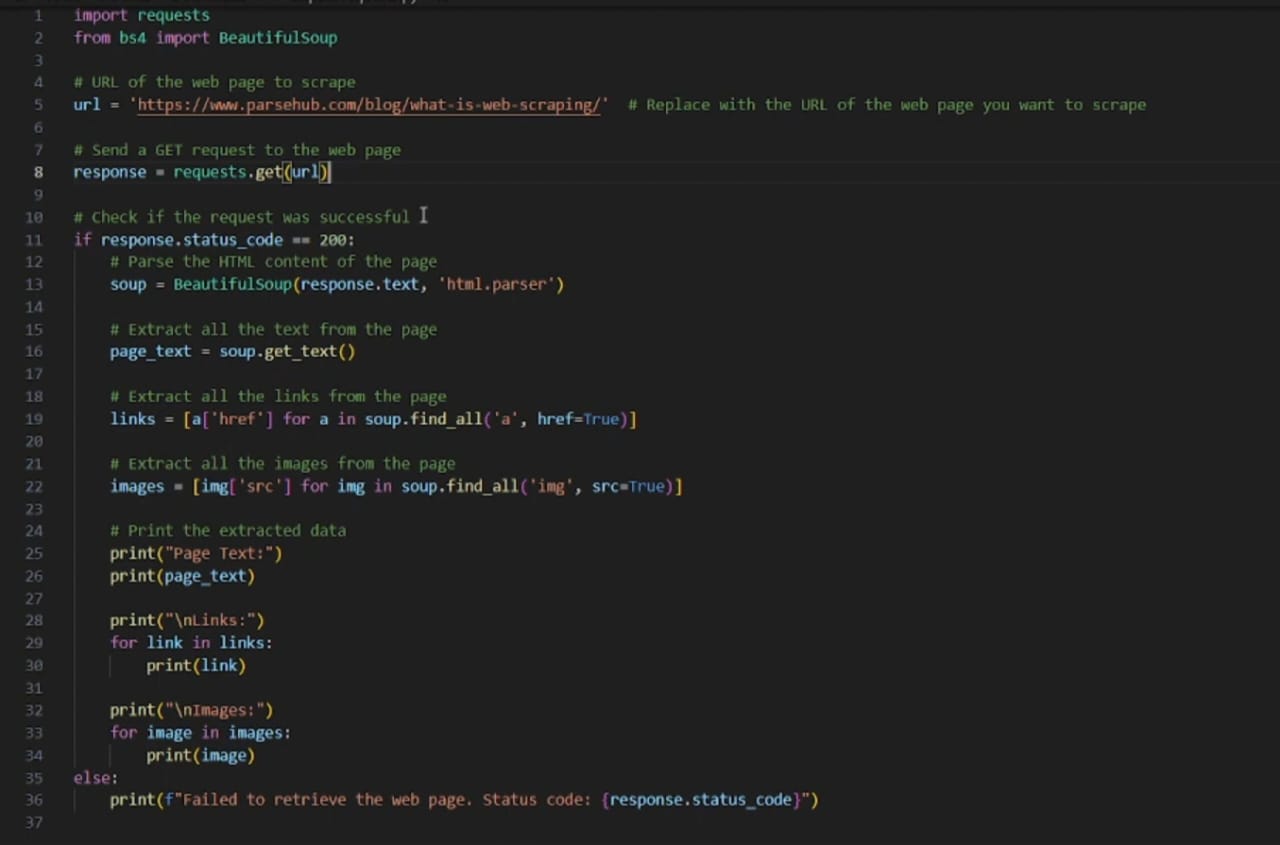 1 import requests
2 from bs4 import BeautifulSoup
3
4 # URL of the web page to scrape
5 url = 'https://www.parsehub.com/blog/what-is-web-scraping/'  # Replace with the URL of the web page you want to scrape
6
7 # Send a GET request to the web page
8 response = requests.get(url)
9
10 # Check if the request was successful
11 if response.status_code == 200:
12     # Parse the HTML content of the page
13     soup = BeautifulSoup(response.text, 'html.parser')
14
15     # Extract all the text from the page
16     page_text = soup.get_text()
17
18     # Extract all the links from the page
19     links = [a['href'] for a in soup.find_all('a', href=True)]
20
21     # Extract all the images from the page
22     images = [img['src'] for img in soup.find_all('img', src=True)]
23
24     # Print the extracted data
25     print("Page Text:")
26     print(page_text)
27
28     print("\nLinks:")
29     for link in links:
30         print(link)
31
32     print("\nImages:")
33     for image in images:
34         print(image)
35 else:
36     print(f"Failed to retrieve the web page. Status code: {response.status_code}")
37